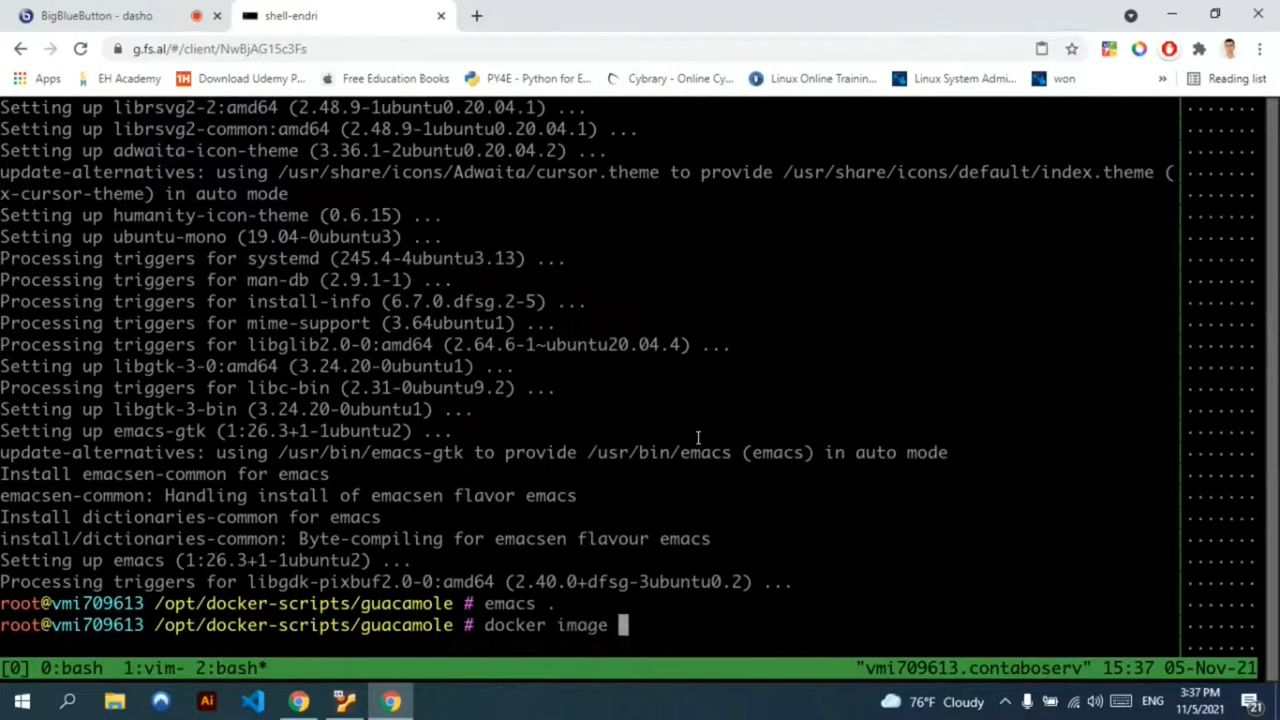 BigBlueButton - dasho
shell-endri
g.fs.al/#/client/NwBjAG15c3Fs
Apps
EH Academy
Download Udemy P...
Free Education Books
PY4E - Python for E...
Cybrary - Online Cy...
Linux Online Trainin...
Linux System Admi...
won
»
Reading list
Setting up librsvg2-2:amd64 (2.48.9-1ubuntu0.20.04.1) ...
Setting up librsvg2-common:amd64 (2.48.9-1ubuntu0.20.04.1) ...
Setting up adwaita-icon-theme (3.36.1-2ubuntu0.20.04.2) ...
update-alternatives: using /usr/share/icons/Adwaita/cursor.theme to provide /usr/share/icons/default/index.theme (
x-cursor-theme) in auto mode
Setting up humanity-icon-theme (0.6.15) ...
Setting up ubuntu-mono (19.04-0ubuntu3) ...
Processing triggers for systemd (245.4-4ubuntu3.13) ...
Processing triggers for man-db (2.9.1-1) ...
Processing triggers for install-info (6.7.0.dfsg.2-5) ...
Processing triggers for mime-support (3.64ubuntu1) ...
Processing triggers for libglib2.0-0:amd64 (2.64.6-1~ubuntu20.04.4) ...
Setting up libgtk-3-0:amd64 (3.24.20-0ubuntu1) ...
Processing triggers for libc-bin (2.31-0ubuntu9.2) ...
Setting up libgtk-3-bin (3.24.20-0ubuntu1) ...
Setting up emacs-gtk (1:26.3+1-1ubuntu2) ...
update-alternatives: using /usr/bin/emacs-gtk to provide /usr/bin/emacs (emacs) in auto mode
Install emacsen-common for emacs
emacsen-common: Handling install of emacsen flavor emacs
Install dictionaries-common for emacs
install/dictionaries-common: Byte-compiling for emacsen flavour emacs
Setting up emacs (1:26.3+1-1ubuntu2) ...
Processing triggers for libgdk-pixbuf2.0-0:amd64 (2.40.0+dfsg-3ubuntu0.2) ...
root@vmi709613 /opt/docker-scripts/guacamole # emacs .
root@vmi709613 /opt/docker-scripts/guacamole # docker image
[0] 0:bash  1:vim- 2:bash* "vmi709613.contaboserv" 15:37 05-Nov-21
Ai
76°F Cloudy
ENG
3:37 PM
11/5/2021
21